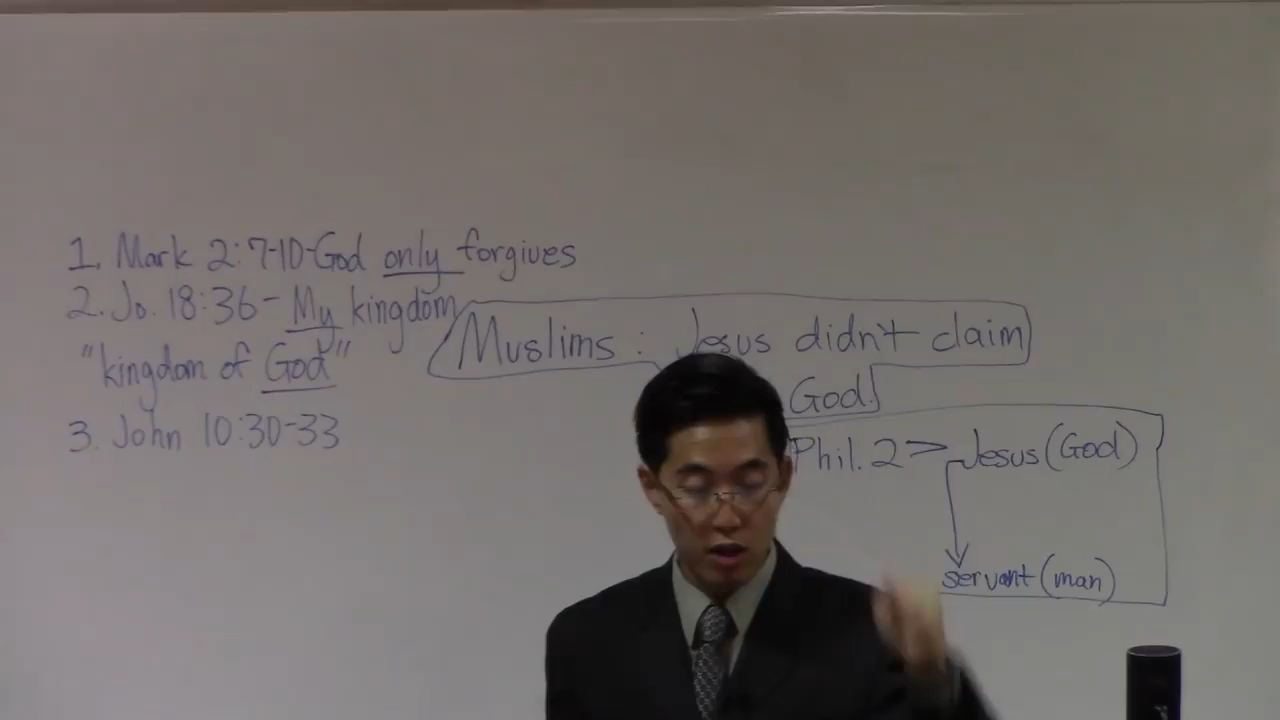 1. Mark 2:7-10-God only forgives
2. Jo. 18:36- My kingdom
"kingdom of God"
3. John 10:30-33
Muslims: Jesus didn't claim
God.
Phil. 2 > Jesus (God)
servant (man)